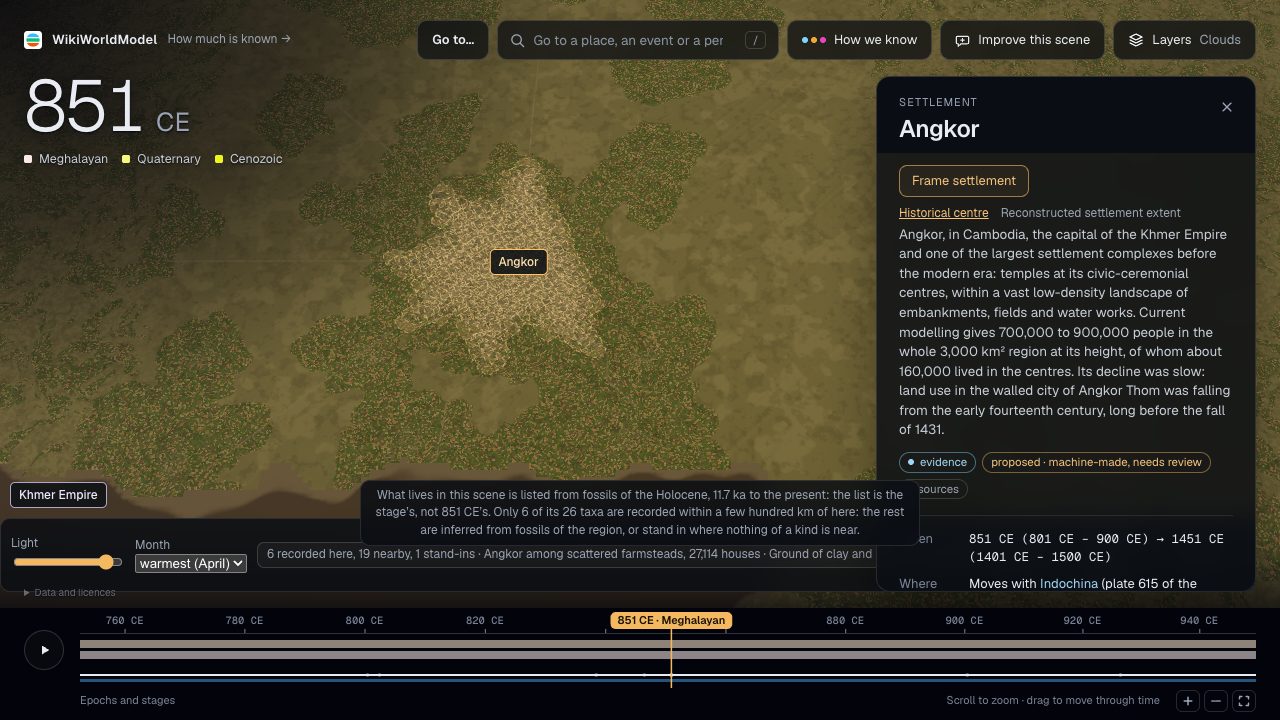 WikiWorldModel
How much is known →
Go to...
Go to a place, an event or a per
/
How we know
Improve this scene
Layers Clouds
851 CE
Meghalayan
Quaternary
Cenozoic
SETTLEMENT
Angkor
Frame settlement
Historical centre
Reconstructed settlement extent
Angkor, in Cambodia, the capital of the Khmer Empire
and one of the largest settlement complexes before
the modern era: temples at its civic-ceremonial
centres, within a vast low-density landscape of
embankments, fields and water works. Current
modelling gives 700,000 to 900,000 people in the
whole 3,000 km² region at its height, of whom about
160,000 lived in the centres. Its decline was slow:
land use in the walled city of Angkor Thom was falling
from the early fourteenth century, long before the fall
of 1431.
evidence
proposed · machine-made, needs review
sources
851 CE (801 CE – 900 CE) → 1451 CE
(1401 CE – 1500 CE)
Where
Moves with Indochina (plate 615 of the
Angkor
Khmer Empire
What lives in this scene is listed from fossils of the Holocene, 11.7 ka to the present: the list is the
stage's, not 851 CE's. Only 6 of its 26 taxa are recorded within a few hundred km of here: the rest
are inferred from fossils of the region, or stand in where nothing of a kind is near.
Light
Month
warmest (April)
6 recorded here, 19 nearby, 1 stand-ins · Angkor among scattered farmsteads, 27,114 houses · Ground of clay and
Data and licences
760 CE
780 CE
800 CE
820 CE
851 CE · Meghalayan
880 CE
900 CE
920 CE
940 CE
Epochs and stages
Scroll to zoom · drag to move through time